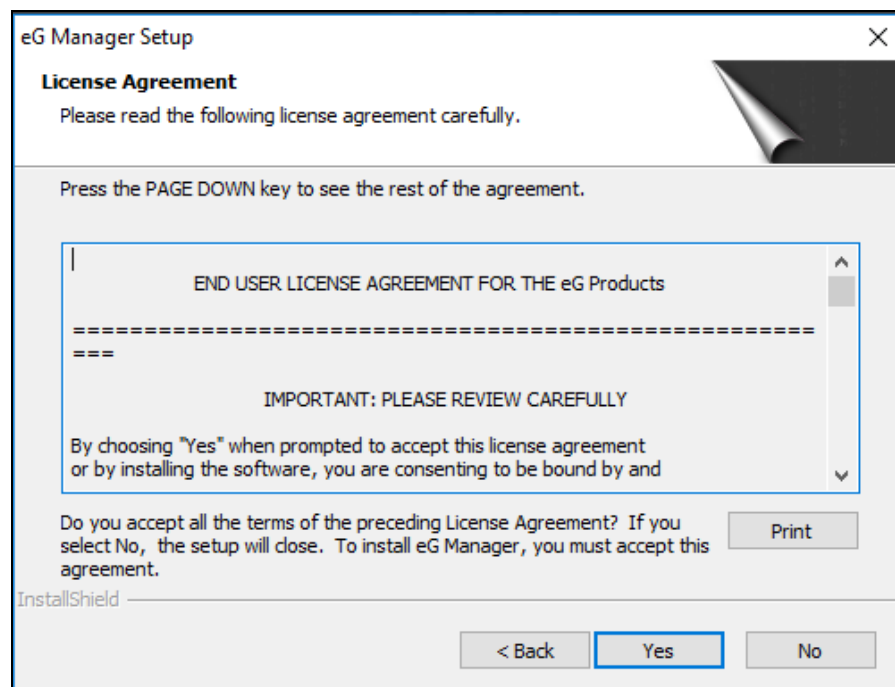 eG Manager Setup
License Agreement
Please read the following license agreement carefully.
Press the PAGE DOWN key to see the rest of the agreement.
END USER LICENSE AGREEMENT FOR THE eG Products
====================================================
===
IMPORTANT: PLEASE REVIEW CAREFULLY
By choosing "Yes" when prompted to accept this license agreement
or by installing the software, you are consenting to be bound by and
Do you accept all the terms of the preceding License Agreement?  If you
select No,  the setup will close.  To install eG Manager, you must accept this
agreement.
Print
InstallShield
< Back
Yes
No